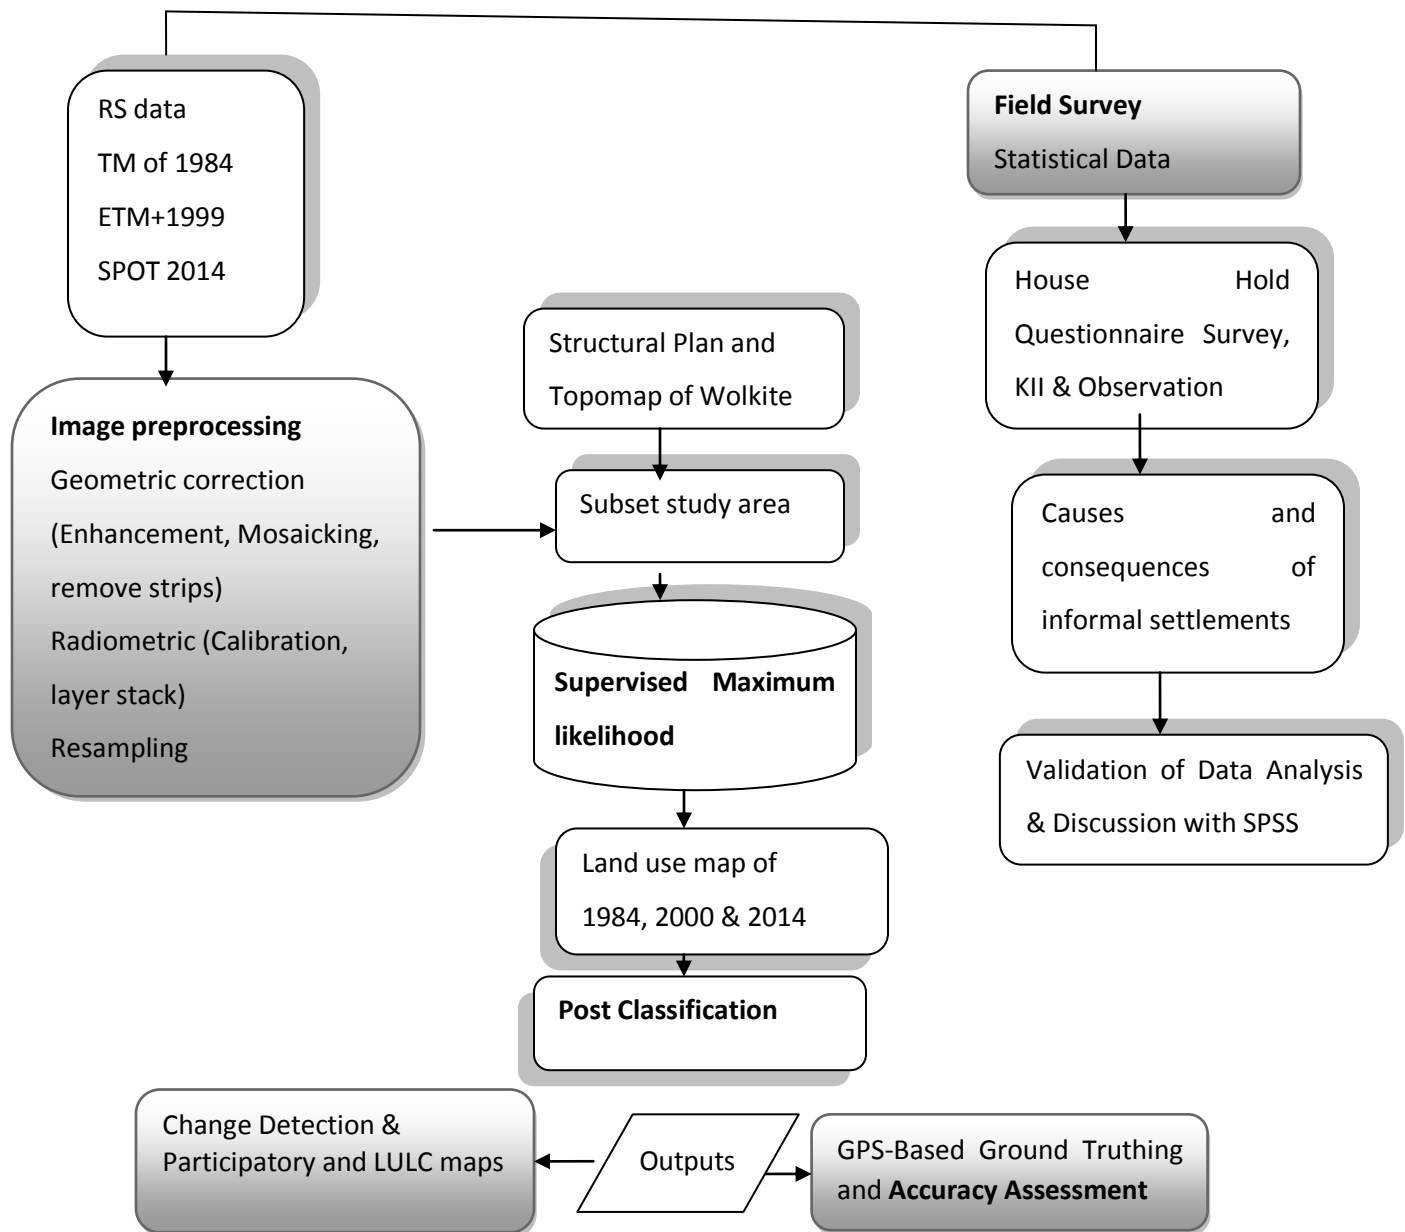 RS data
TM of 1984
ETM+1999
SPOT 2014
Image preprocessing
Geometric correction
(Enhancement, Mosaicking,
remove strips)
Radiometric (Calibration,
layer stack)
Resampling
Structural Plan and
Topomap of Wolkite
Subset study area
Supervised Maximum
likelihood
Land use map of
1984, 2000 & 2014
Post Classification
Field Survey
Statistical Data
House Hold
Questionnaire Survey,
KII & Observation
Causes and
consequences of
informal settlements
Validation of Data Analysis
& Discussion with SPSS
Change Detection &
Participatory and LULC maps
Outputs
GPS-Based Ground Truthing
and Accuracy Assessment